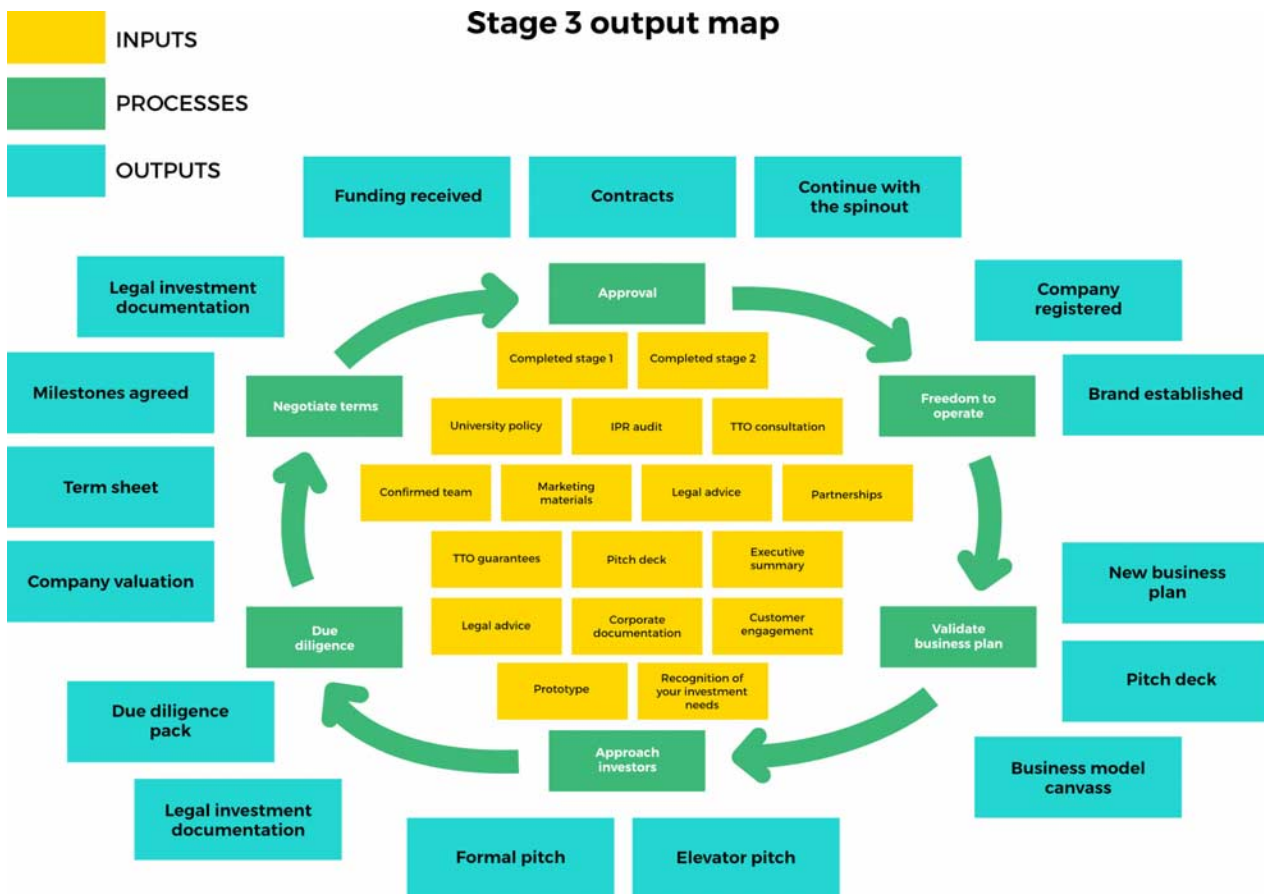 Stage 3 output map
INPUTS
PROCESSES
OUTPUTS
Funding received
Contracts
Continue with
the spinout
Legal investment
documentation
Approval
Company
registered
Completed stage 1
Completed stage 2
Milestones agreed
Negotiate terms
Freedom to
operate
Brand established
University policy
IPR audit
TTO consultation
Term sheet
Confirmed team
Marketing
materials
Legal advice
Partnerships
Company valuation
TTO guarantees
Pitch deck
Executive
summary
New business
plan
Due
diligence
Legal advice
Corporate
documentation
Customer
engagement
Validate
business plan
Pitch deck
Prototype
Recognition of
your investment
needs
Due diligence
pack
Approach
investors
Business model
canvass
Legal investment
documentation
Formal pitch
Elevator pitch